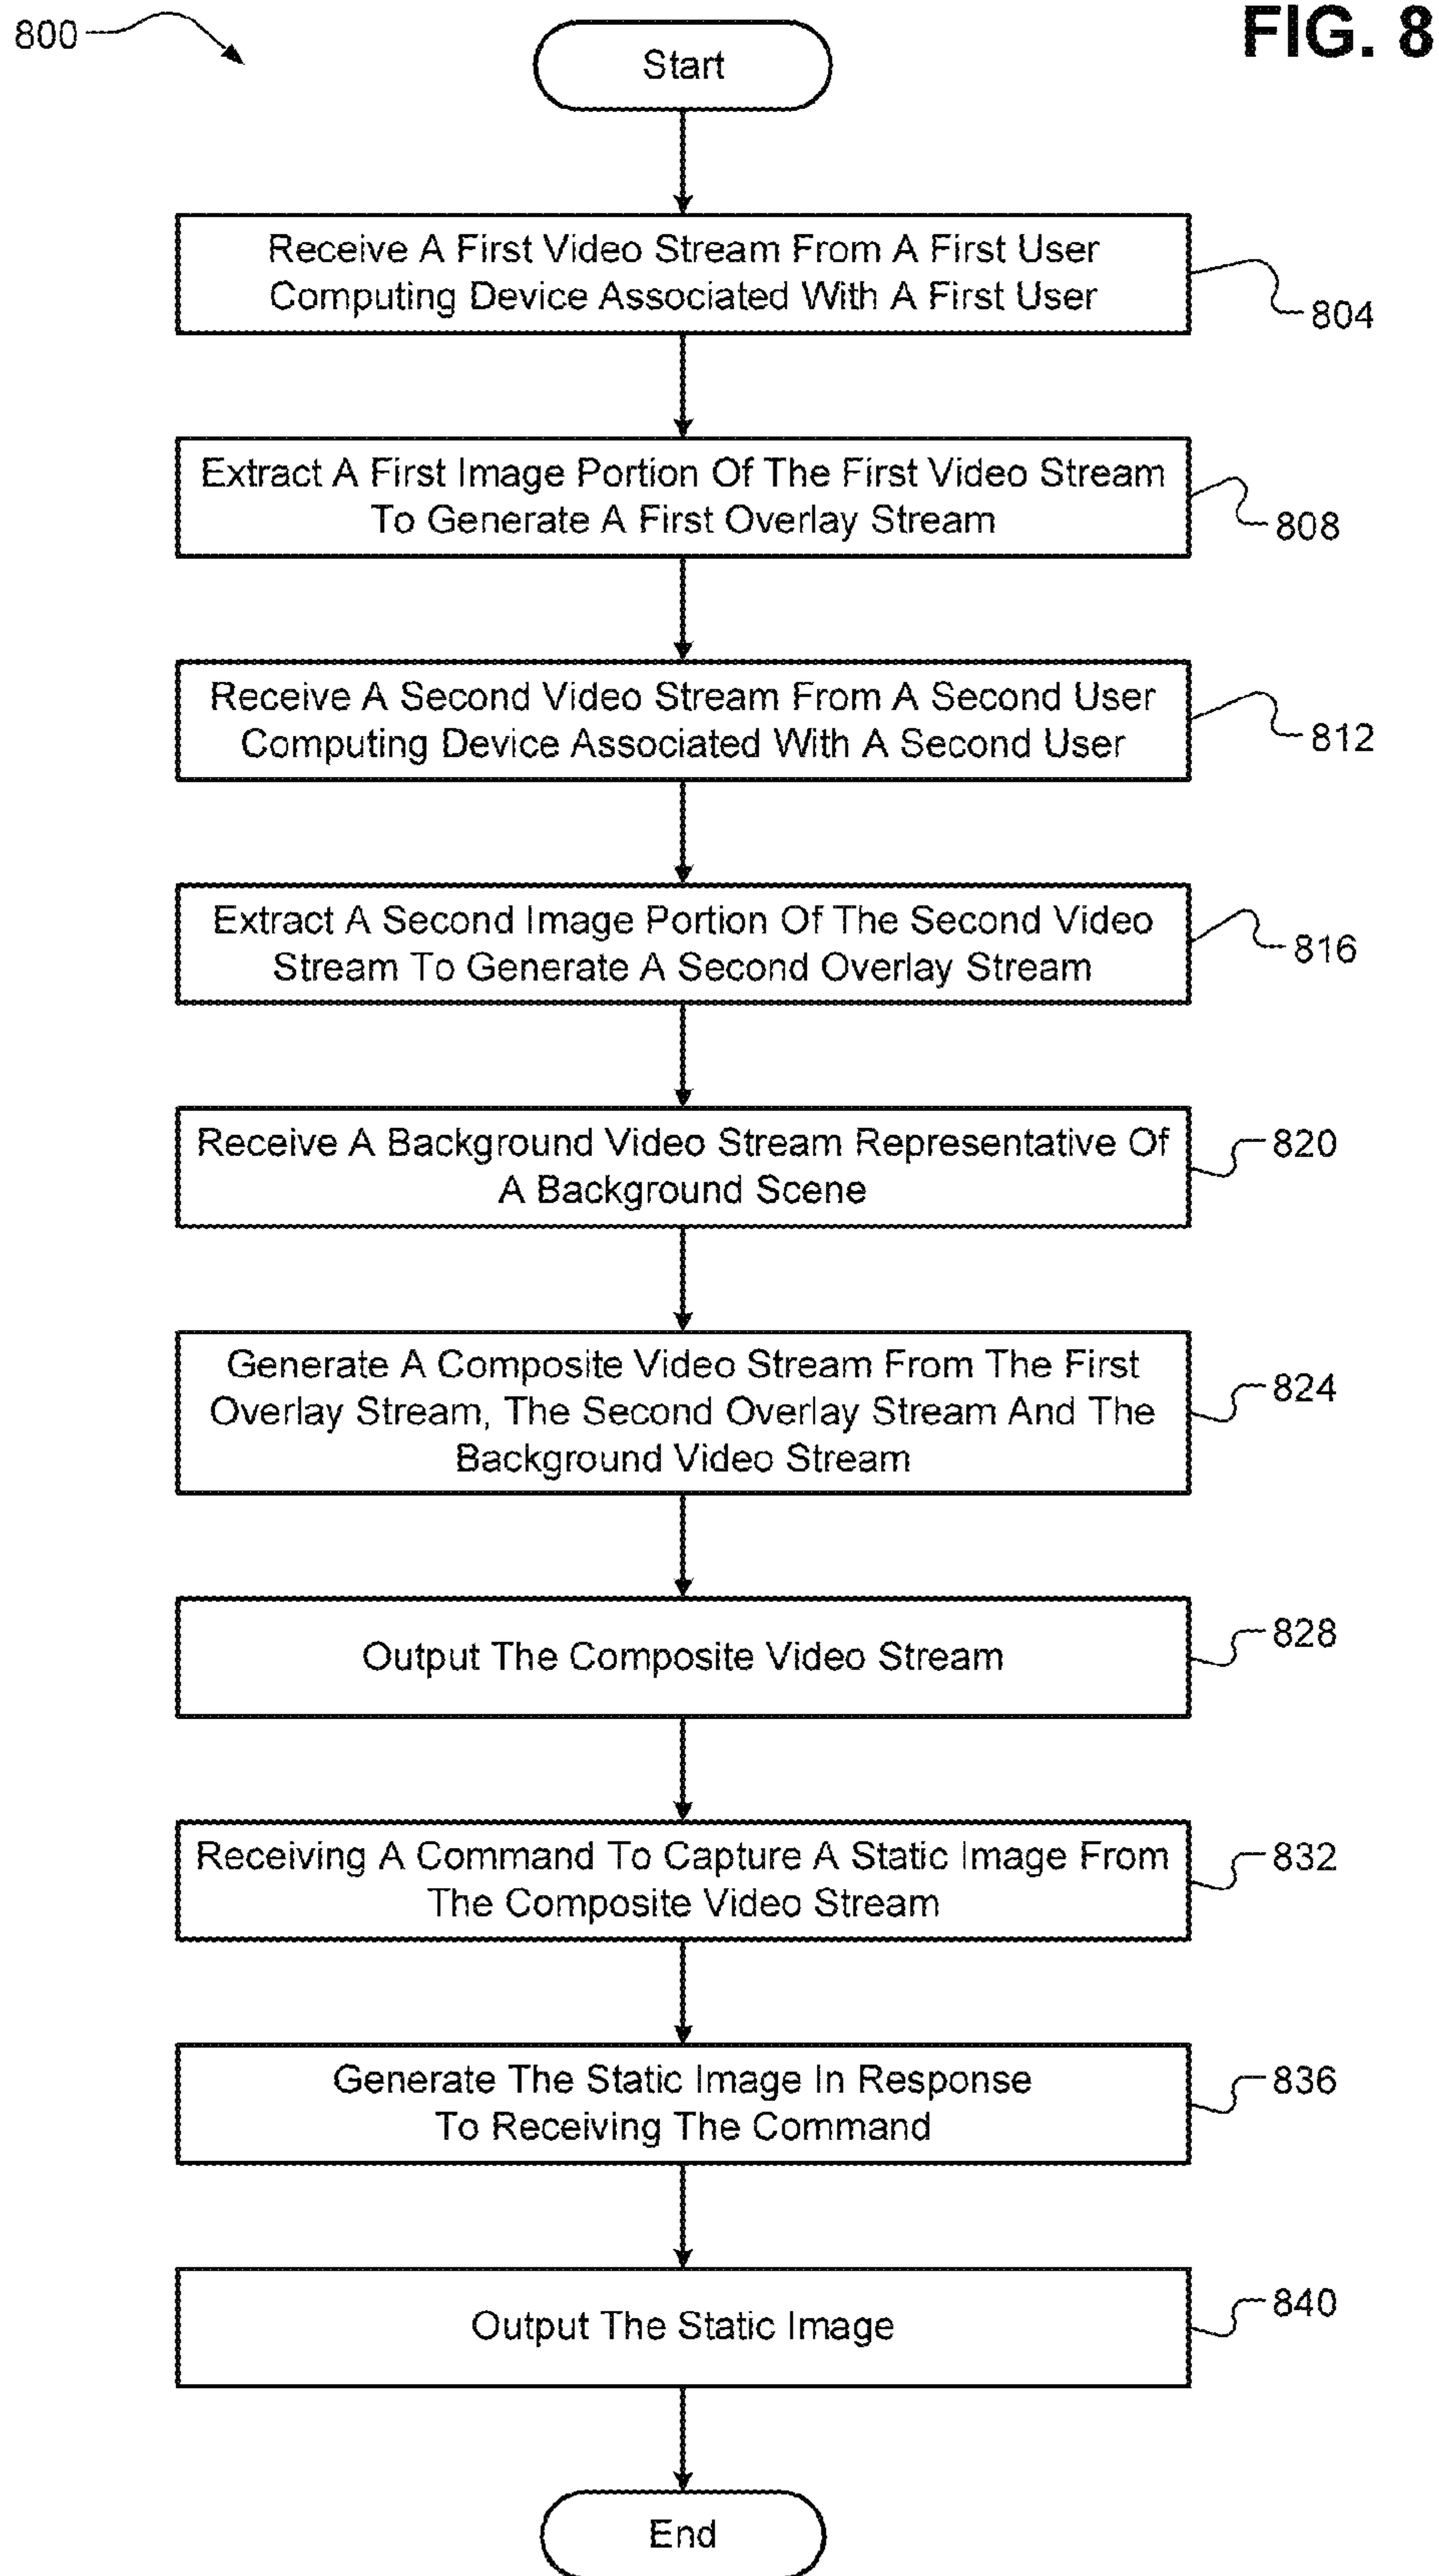 800
FIG. 8
Start
Receive A First Video Stream From A First User
Computing Device Associated With A First User
804
Extract A First Image Portion Of The First Video Stream
To Generate A First Overlay Stream
808
Receive A Second Video Stream From A Second User
Computing Device Associated With A Second User
812
Extract A Second Image Portion Of The Second Video
Stream To Generate A Second Overlay Stream
816
Receive A Background Video Stream Representative Of
A Background Scene
820
Generate A Composite Video Stream From The First
Overlay Stream, The Second Overlay Stream And The
Background Video Stream
824
Output The Composite Video Stream
828
Receiving A Command To Capture A Static Image From
The Composite Video Stream
832
Generate The Static Image In Response
To Receiving The Command
836
Output The Static Image
840
End